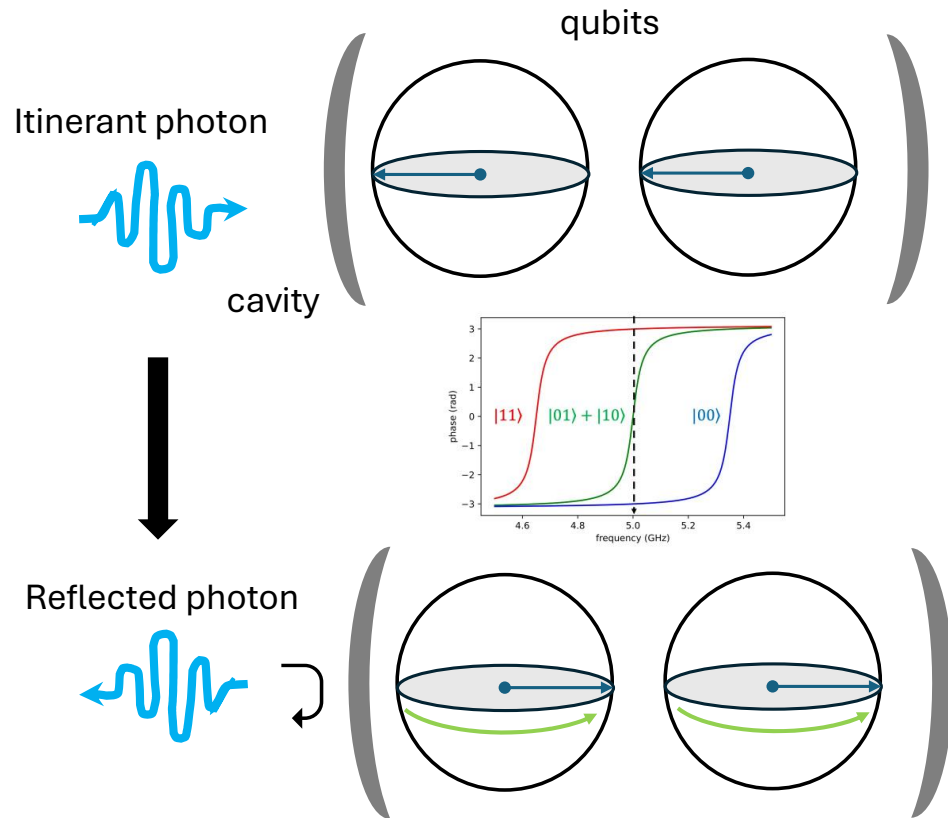 qubits
Itinerant photon
cavity
3
2
1
0
−1
−2
−3
phase (rad)
|11⟩ |01⟩ + |10⟩ |00⟩
4.6 4.8 5.0 5.2 5.4
frequency (GHz)
Reflected photon